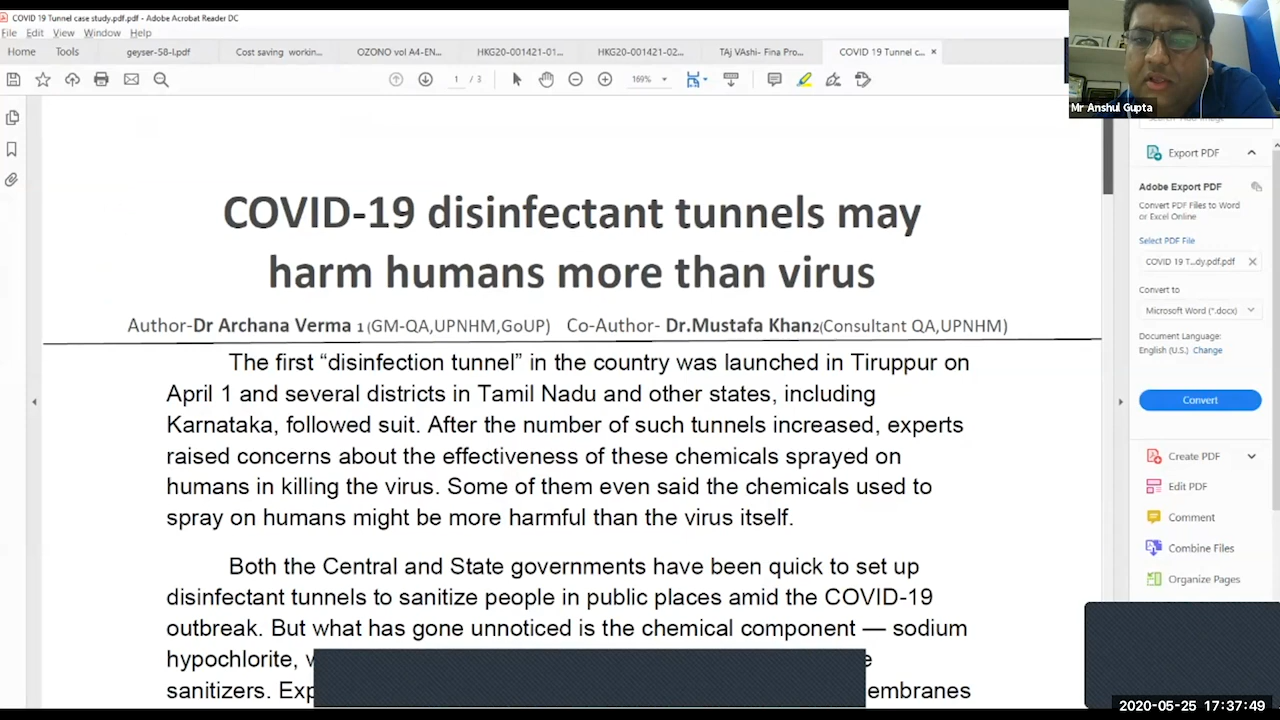 COVID 19 Tunnel case study.pdf.pdf - Adobe Acrobat Reader DC
File Edit View Window Help
Home Tools geyser-58-l.pdf Cost saving workin... OZONO vol A4-EN... HKG20-001421-01... HKG20-001421-02... TAJ VAshi- Fina Pro... COVID 19 Tunnel c... ×
1 / 3 169%
Mr Anshul Gupta
Export PDF
Adobe Export PDF
Convert PDF Files to Word
or Excel Online
Select PDF File
COVID 19 T...dy.pdf.pdf ×
Convert to
Microsoft Word (*.docx)
Document Language:
English (U.S.) Change
Convert
Create PDF
Edit PDF
Comment
Combine Files
Organize Pages
COVID-19 disinfectant tunnels may
harm humans more than virus
Author-Dr Archana Verma 1 (GM-QA,UPNHM,GoUP) Co-Author- Dr.Mustafa Khan2(Consultant QA,UPNHM)
The first “disinfection tunnel” in the country was launched in Tiruppur on
April 1 and several districts in Tamil Nadu and other states, including
Karnataka, followed suit. After the number of such tunnels increased, experts
raised concerns about the effectiveness of these chemicals sprayed on
humans in killing the virus. Some of them even said the chemicals used to
spray on humans might be more harmful than the virus itself.
Both the Central and State governments have been quick to set up
disinfectant tunnels to sanitize people in public places amid the COVID-19
outbreak. But what has gone unnoticed is the chemical component — sodium
hypochlorite,
sanitizers.
2020-05-25 17:37:49